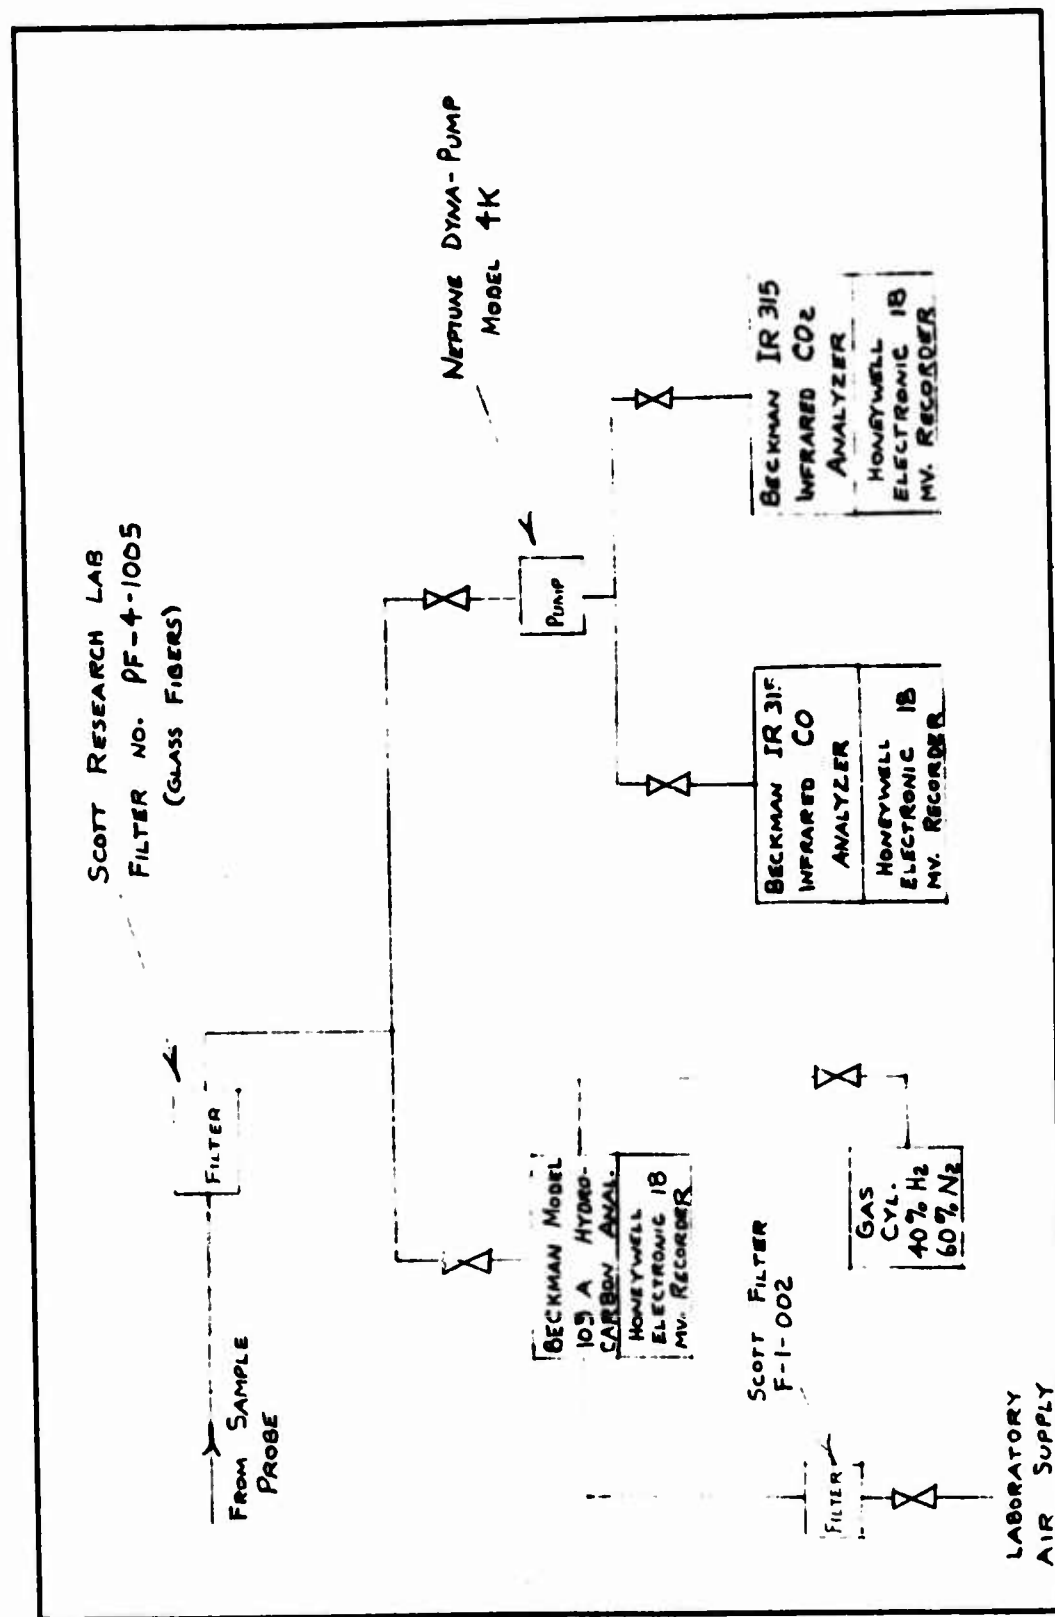 SCOTT RESEARCH LAB
FILTER NO. PF-4-1005
(GLASS FIBERS)
FROM SAMPLE
PROBE
FILTER
NEPTUNE DYNA-PUMP
MODEL 4K
PUMP
BECKMAN MODEL
109 A HYDRO-
CARBON ANAL.
HONEYWELL
ELECTRONIC 18
MV. RECORDER
BECKMAN IR 315
INFRARED CO
ANALYZER
HONEYWELL
ELECTRONIC 18
MV. RECORDER
BECKMAN IR 315
INFRARED CO2
ANALYZER
HONEYWELL
ELECTRONIC 18
MV. RECORDER
SCOTT FILTER
F-1-002
FILTER
GAS
CYL.
40% H2
60% N2
LABORATORY
AIR SUPPLY